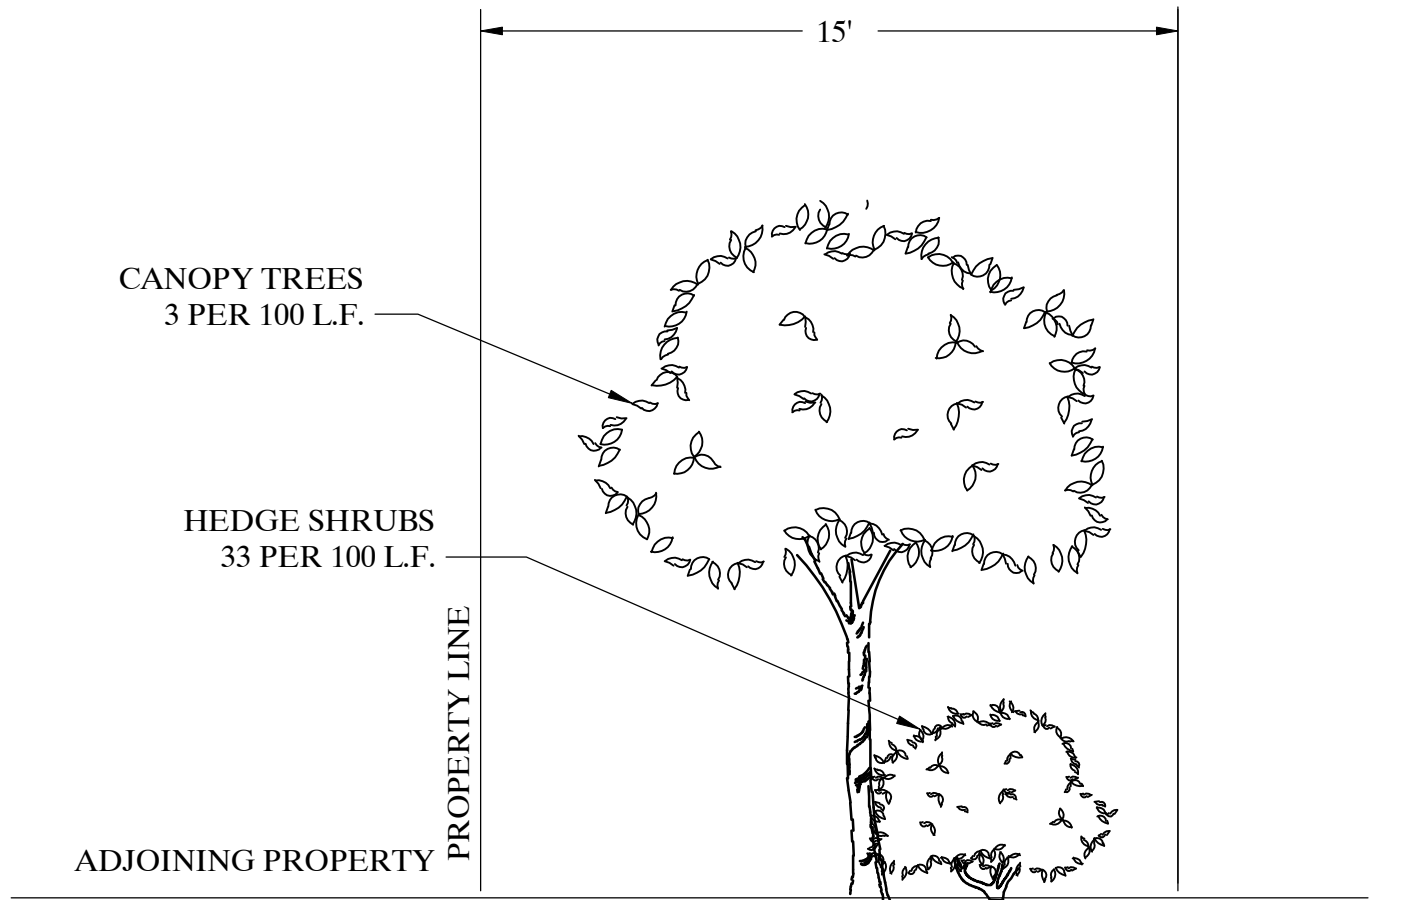 15'
CANOPY TREES
3 PER 100 L.F.
HEDGE SHRUBS
33 PER 100 L.F.
PROPERTY LINE
ADJOINING PROPERTY